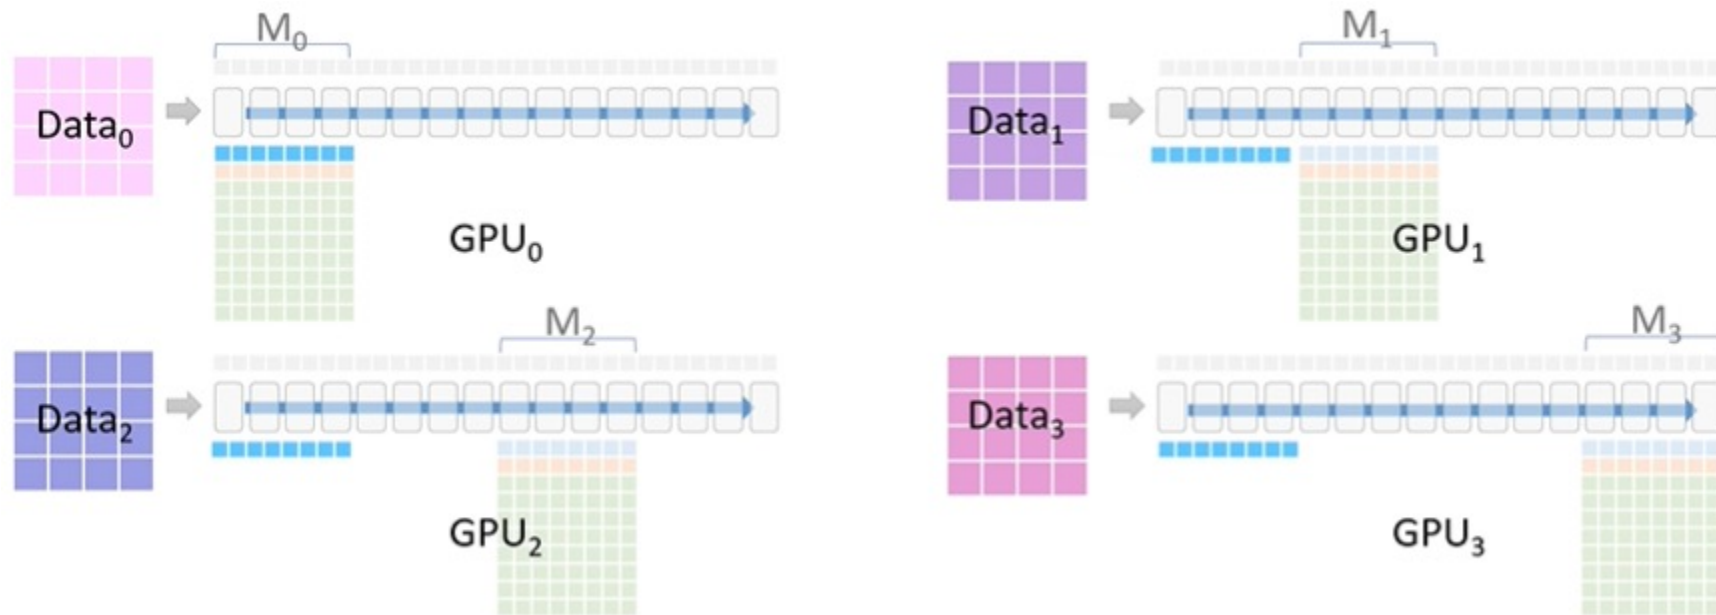 M₀
Data₀
GPU₀
M₁
Data₁
GPU₁
M₂
Data₂
GPU₂
M₃
Data₃
GPU₃